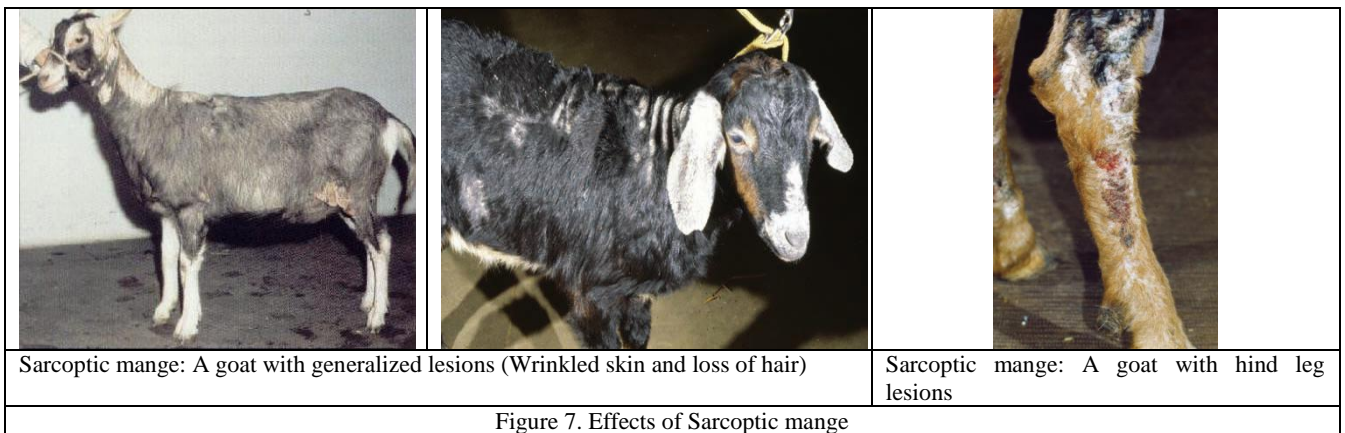 Sarcoptic mange: A goat with generalized lesions (Wrinkled skin and loss of hair)
Sarcoptic mange: A goat with hind leg
lesions
Figure 7. Effects of Sarcoptic mange